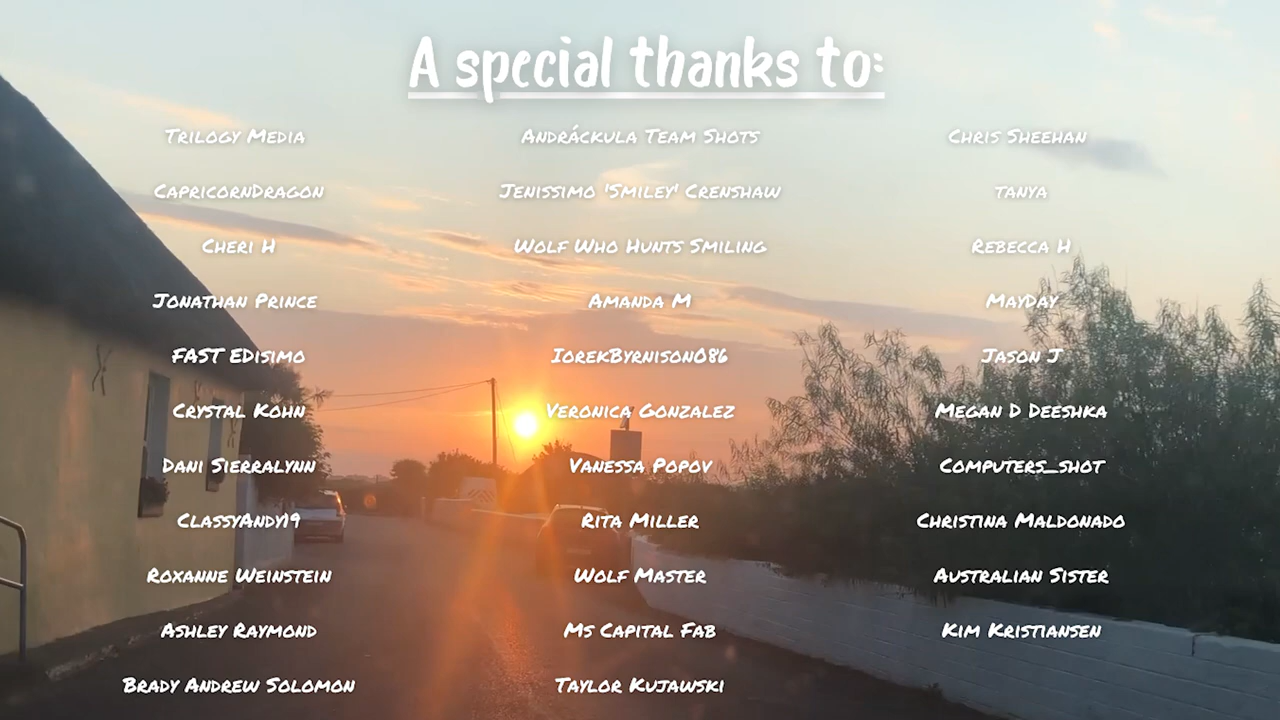 A special thanks to:
Trilogy Media
CapricornDragon
Cheri H
Jonathan Prince
FAST EDisimo
Crystal Kohn
Dani Sierralynn
ClassyAndy19
Roxanne Weinstein
Ashley Raymond
Brady Andrew Solomon
Andráckula Team Shots
Jenissimo 'Smiley' Crenshaw
Wolf Who Hunts Smiling
Amanda M
IorekByrnison086
Veronica Gonzalez
Vanessa Popov
Rita Miller
Wolf Master
Ms Capital Fab
Taylor Kujawski
Chris Sheehan
tanya
Rebecca H
MayDay
Jason J
Megan D Deeshka
Computers_shot
Christina Maldonado
Australian Sister
Kim Kristiansen